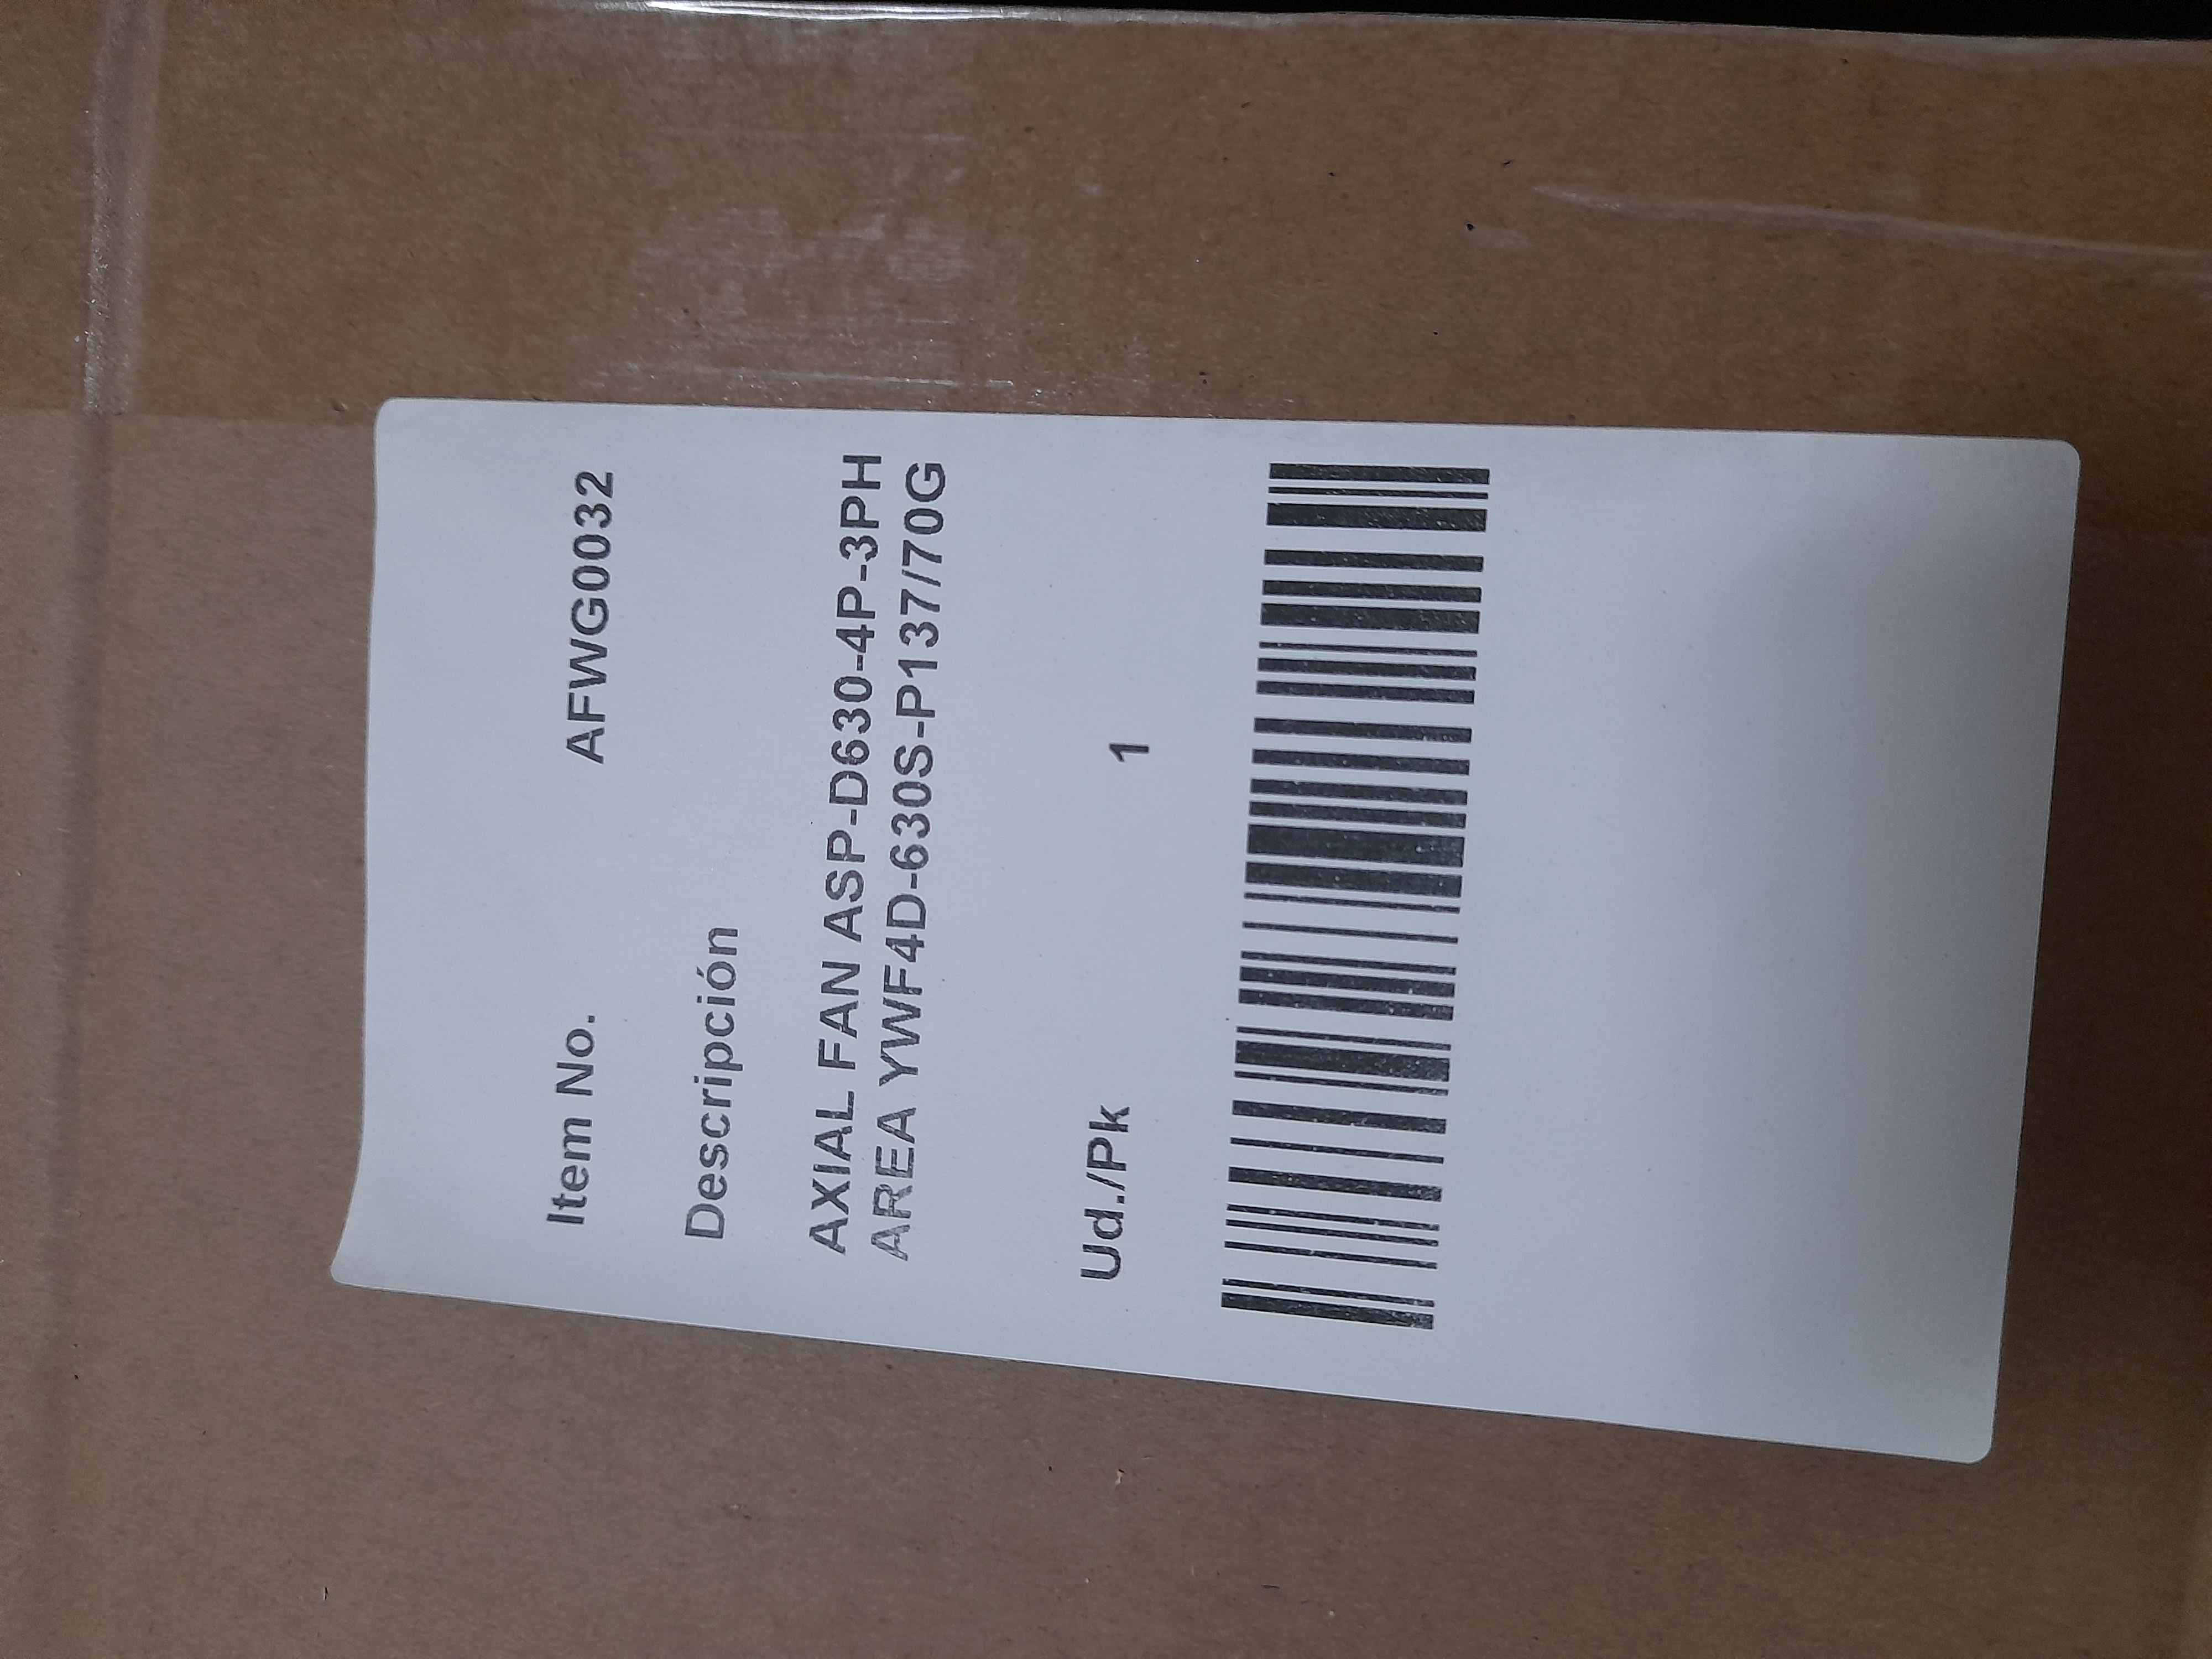 Item No. AFWG0032
Descripción
AXIAL FAN ASP-D630-4P-3PH
AREA YWF4D-630S-P137/70G
Ud./Pk 1